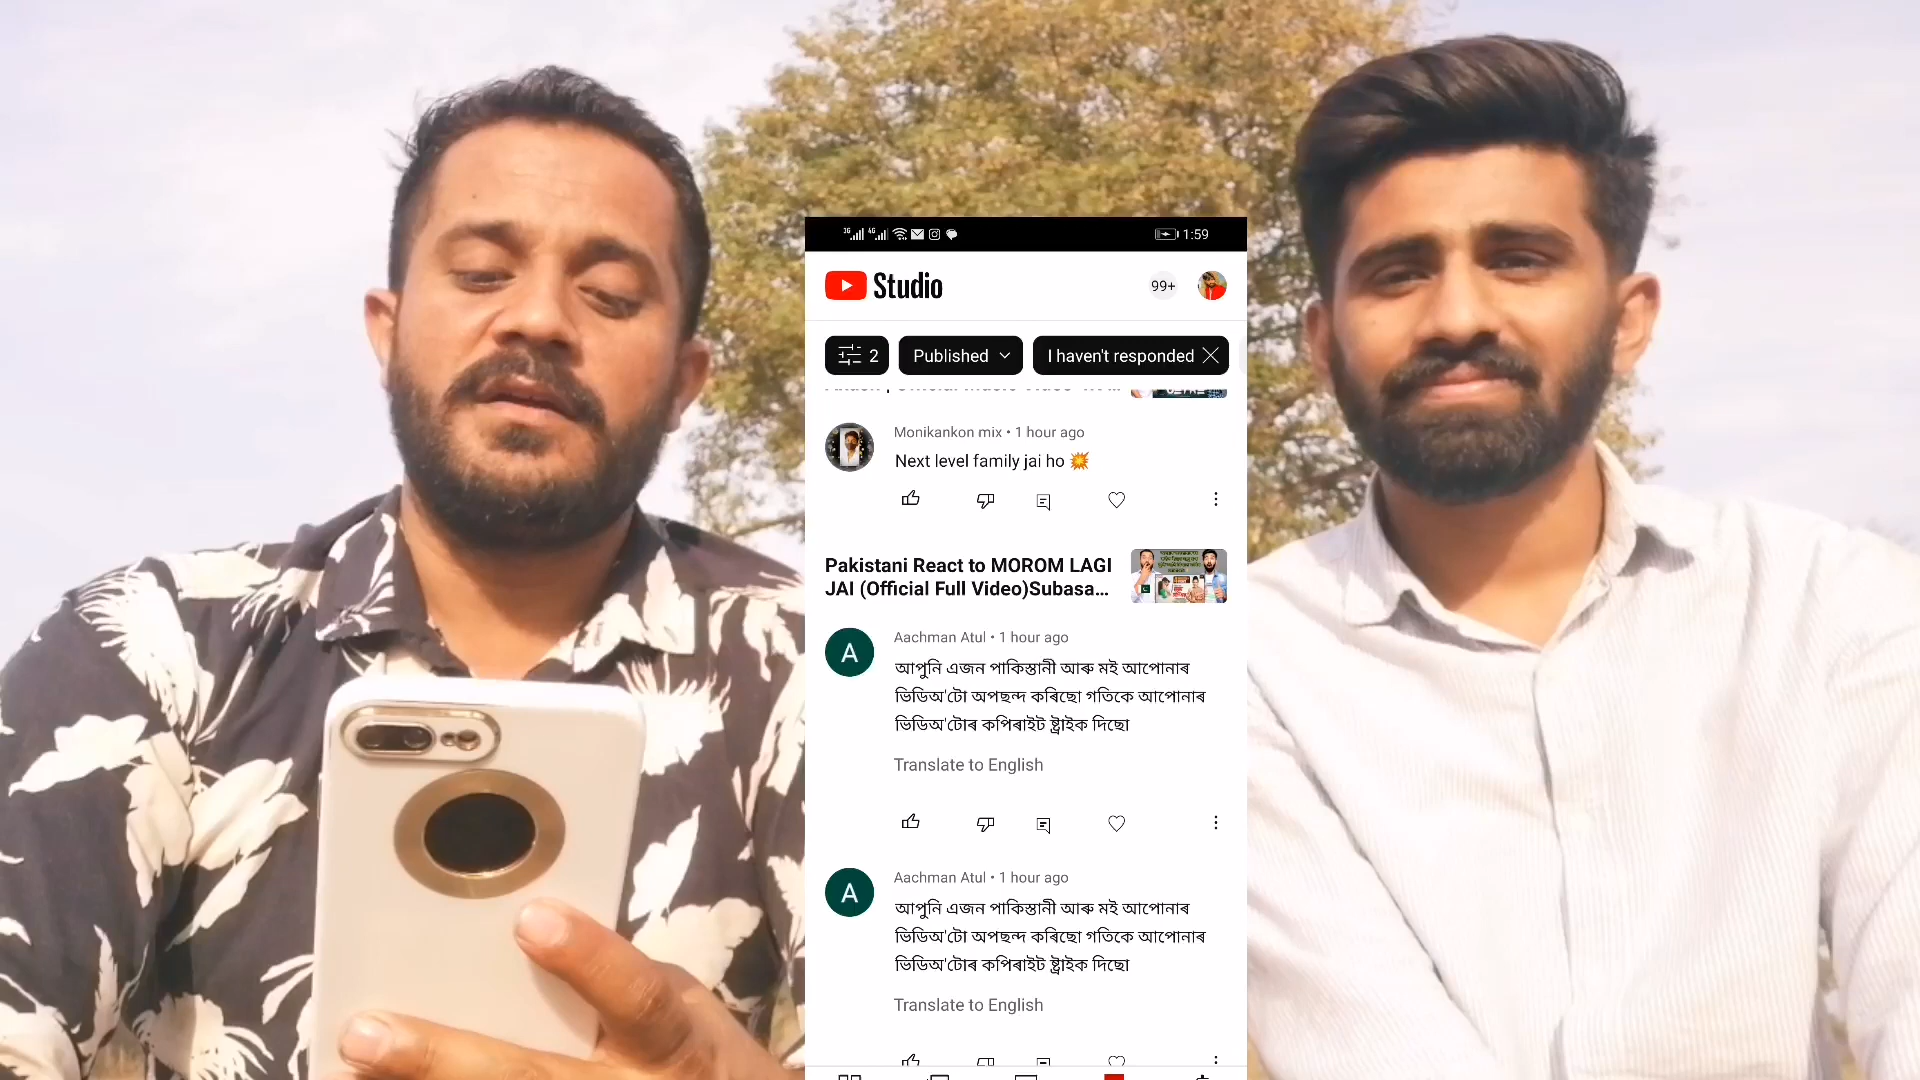 3G 4G 1:59
Studio
99+
2 Published I haven't responded
Monikankon mix • 1 hour ago
Next level family jai ho
Pakistani React to MOROM LAGI
JAI (Official Full Video)Subasa...
A
Aachman Atul • 1 hour ago
আপুনি এজন পাকিস্তানী আৰু মই আপোনাৰ
ভিডিঅ'টো অপছন্দ কৰিছো গতিকে আপোনাৰ
ভিডিঅ'টোৰ কপিৰাইট ষ্ট্ৰাইক দিছো
Translate to English
A
Aachman Atul • 1 hour ago
আপুনি এজন পাকিস্তানী আৰু মই আপোনাৰ
ভিডিঅ'টো অপছন্দ কৰিছো গতিকে আপোনাৰ
ভিডিঅ'টোৰ কপিৰাইট ষ্ট্ৰাইক দিছো
Translate to English